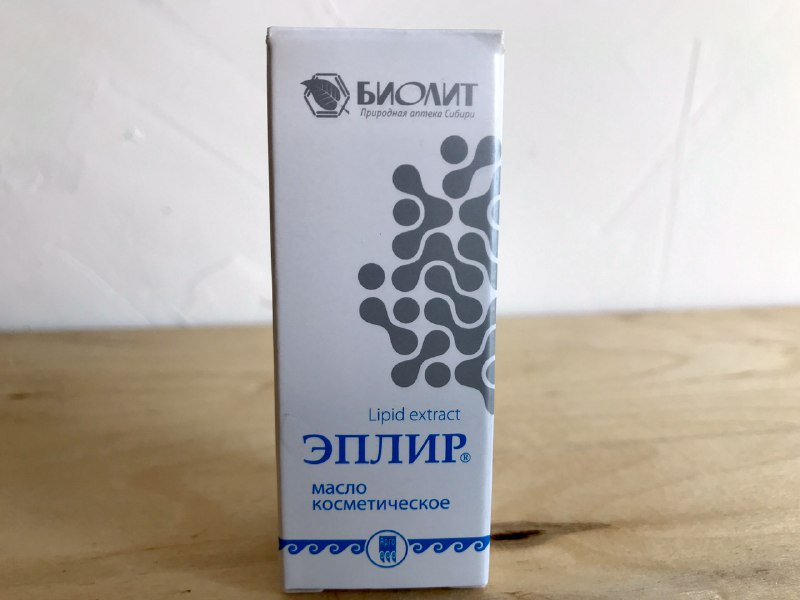 БИОЛИТ
Природная аптека Сибири
Lipid extract
ЭПЛИР®
масло
косметическое